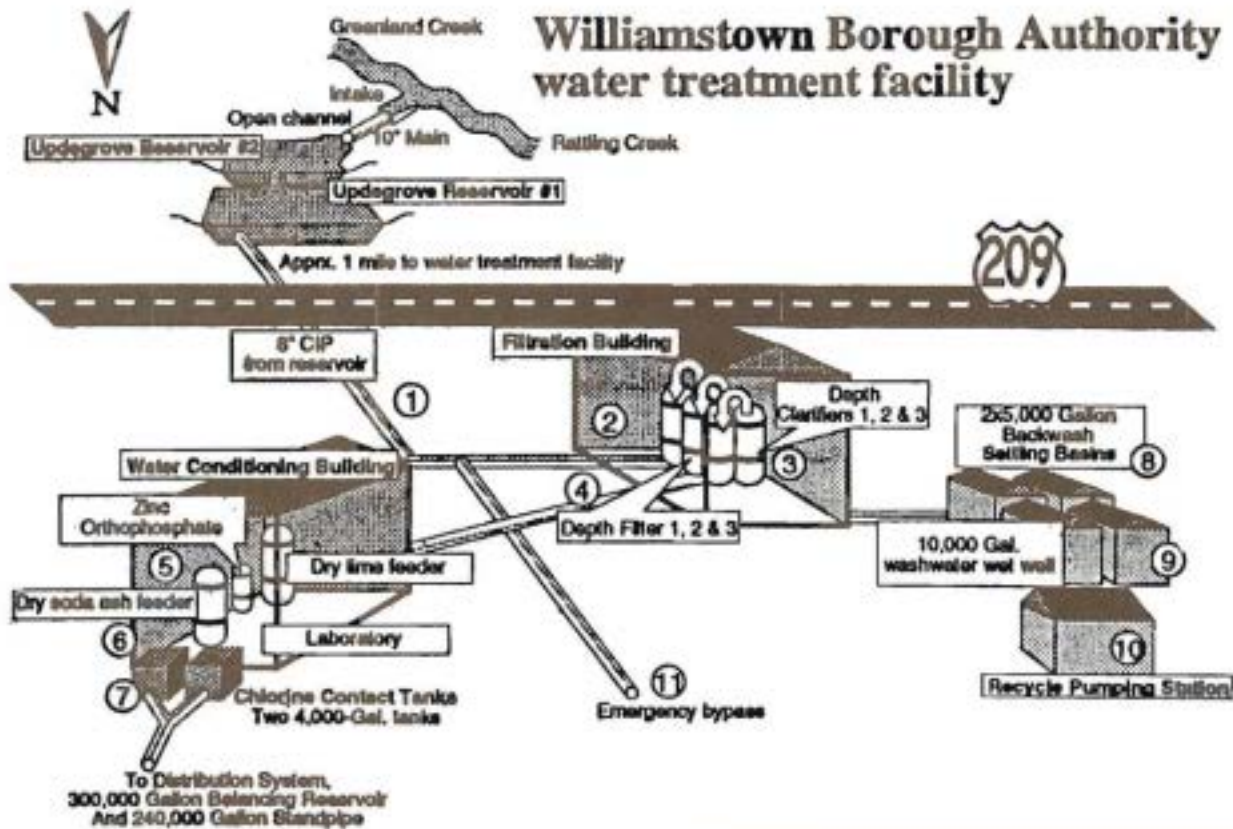 Williamstown Borough Authority
water treatment facility
N
Greenland Creek
Intake
Open channel
10" Main
Rattling Creek
Updegrove Reservoir #2
Updegrove Reservoir #1
Apprx. 1 mile to water treatment facility
209
8" CIP
from reservoir
1
Filtration Building
2
Depth
Clarifiers 1, 2 & 3
3
2x5,000 Gallon
Backwash
Settling Basins
8
Water Conditioning Building
4
Zinc
Orthophosphate
Depth Filter 1, 2 & 3
10,000 Gal.
washwater wet well
9
5
Dry lime feeder
Dry soda ash feeder
6
Laboratory
10
Recycle Pumping Station
7
Chlorine Contact Tanks
Two 4,000-Gal. tanks
11
Emergency bypass
To Distribution System,
300,000 Gallon Balancing Reservoir
And 240,000 Gallon Standpipe